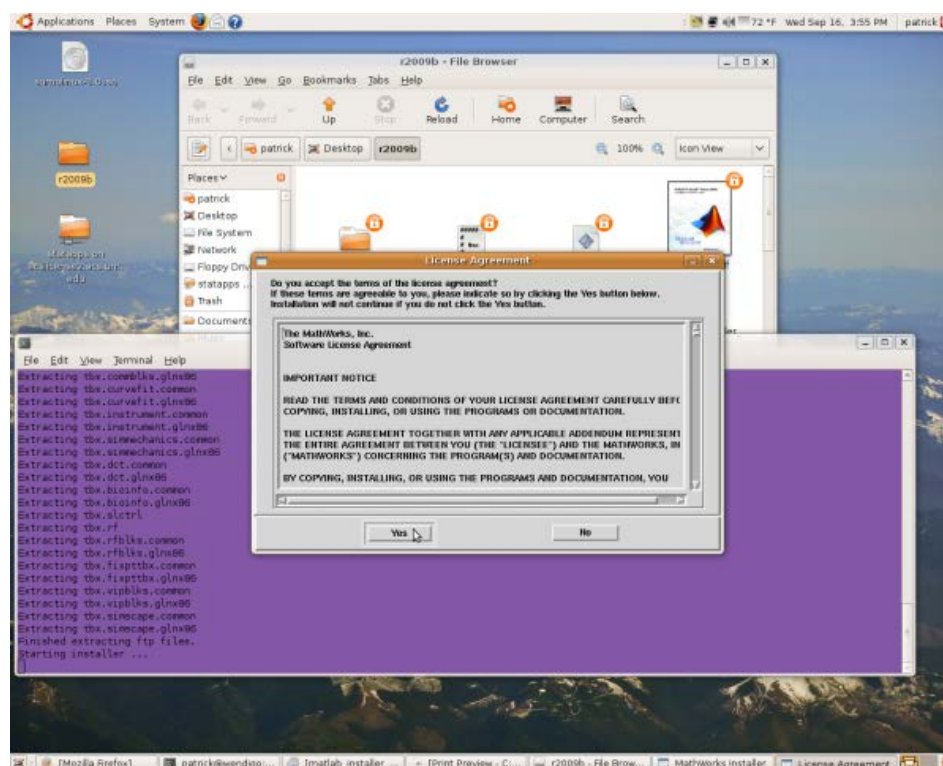 Applications Places System
72 °F Wed Sep 16, 3:55 PM patrick
r2009b
r2009b - File Browser
File Edit View Go Bookmarks Tabs Help
Back Forward Up Stop Reload Home Computer Search
patrick Desktop r2009b 100% Icon View
Places
patrick
Desktop
File System
Network
Floppy Driv
statapps ...
Trash
Documents
License Agreement
Do you accept the terms of the license agreement?
If these terms are agreeable to you, please indicate so by clicking the Yes button below.
Installation will not continue if you do not click the Yes button.
The MathWorks, Inc.
Software License Agreement
IMPORTANT NOTICE
READ THE TERMS AND CONDITIONS OF YOUR LICENSE AGREEMENT CAREFULLY BEF
COPYING, INSTALLING, OR USING THE PROGRAMS OR DOCUMENTATION.
THE LICENSE AGREEMENT TOGETHER WITH ANY APPLICABLE ADDENDUM REPRESENT
THE ENTIRE AGREEMENT BETWEEN YOU (THE "LICENSEE") AND THE MATHWORKS, IN
("MATHWORKS") CONCERNING THE PROGRAM(S) AND DOCUMENTATION.
BY COPYING, INSTALLING, OR USING THE PROGRAMS AND DOCUMENTATION, YOU
Yes No
File Edit View Terminal Help
Extracting tbx.commblks.glnx86
Extracting tbx.curvefit.common
Extracting tbx.curvefit.glnx86
Extracting tbx.instrument.common
Extracting tbx.instrument.glnx86
Extracting tbx.simmechanics.common
Extracting tbx.simmechanics.glnx86
Extracting tbx.dct.common
Extracting tbx.dct.glnx86
Extracting tbx.bioinfo.common
Extracting tbx.bioinfo.glnx86
Extracting tbx.slctrl
Extracting tbx.rf
Extracting tbx.rfblks.common
Extracting tbx.rfblks.glnx86
Extracting tbx.fixpttbx.common
Extracting tbx.fixpttbx.glnx86
Extracting tbx.vipblks.common
Extracting tbx.vipblks.glnx86
Extracting tbx.simscape.common
Extracting tbx.simscape.glnx86
Finished extracting ftp files.
Starting installer ...
[Mozilla Firefox] patrick@wendigo:... [matlab_installer ... [Print Preview - C:... r2009b - File Brow... MathWorks Installer License Agreement